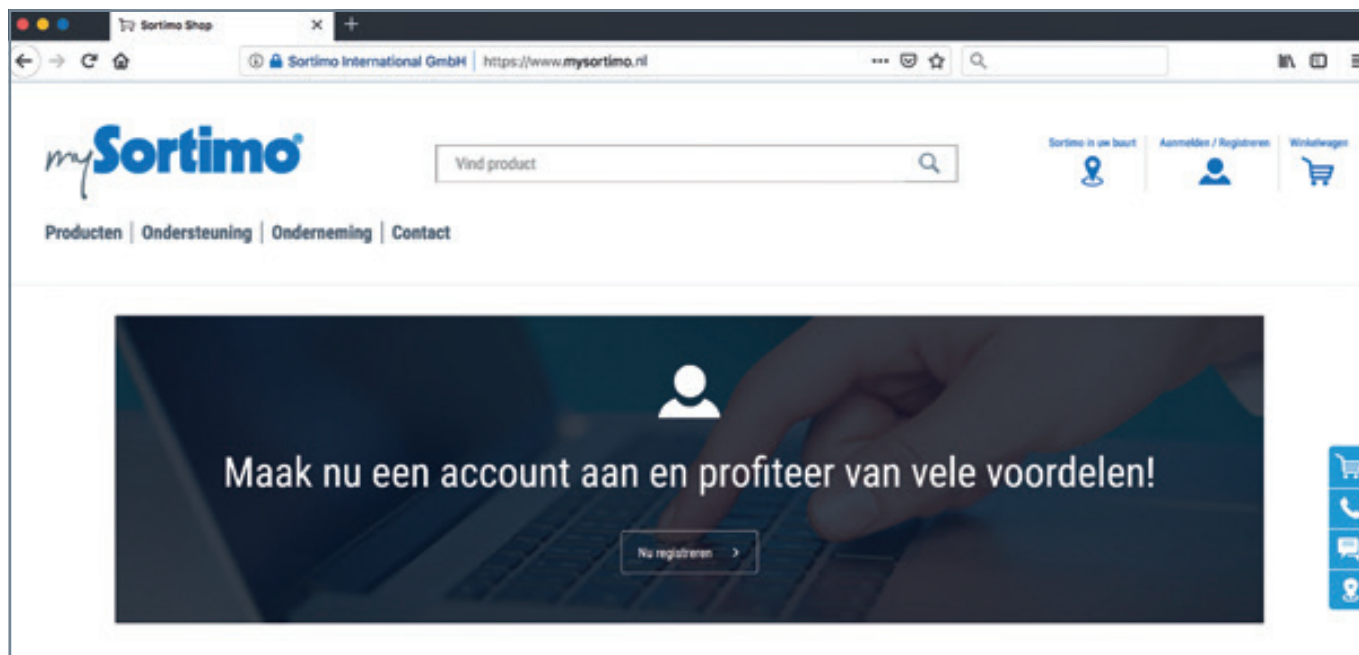 Sortimo Shop
Sortimo International GmbH https://www.mysortimo.nl
mySortimo®
Vind product
Sortimo in uw buurt Aanmelden / Registreren Winkelwagen
Producten | Ondersteuning | Onderneming | Contact
Maak nu een account aan en profiteer van vele voordelen!
Nu registreren